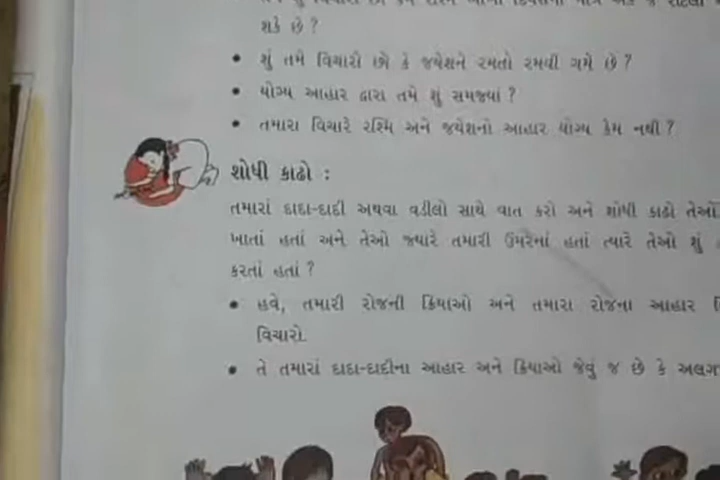 શકે છે ?
• શું તમે વિચારો છો કે જયેશને રમતો રમવી ગમે છે ?
• યોગ્ય આહાર દ્વારા તમે શું સમજ્યાં ?
• તમારા વિચારે રશ્મિ અને જયેશનો આહાર યોગ્ય કેમ નથી ?
શોધી કાઢો :
તમારાં દાદા-દાદી અથવા વડીલો સાથે વાત કરો અને શોધી કાઢો તેઓ
ખાતાં હતાં અને તેઓ જ્યારે તમારી ઉંમરનાં હતાં ત્યારે તેઓ શું
કરતાં હતાં ?
• હવે, તમારી રોજની ક્રિયાઓ અને તમારા રોજના આહાર
વિચારો.
• તે તમારાં દાદા-દાદીના આહાર અને ક્રિયાઓ જેવું જ છે કે અલગ